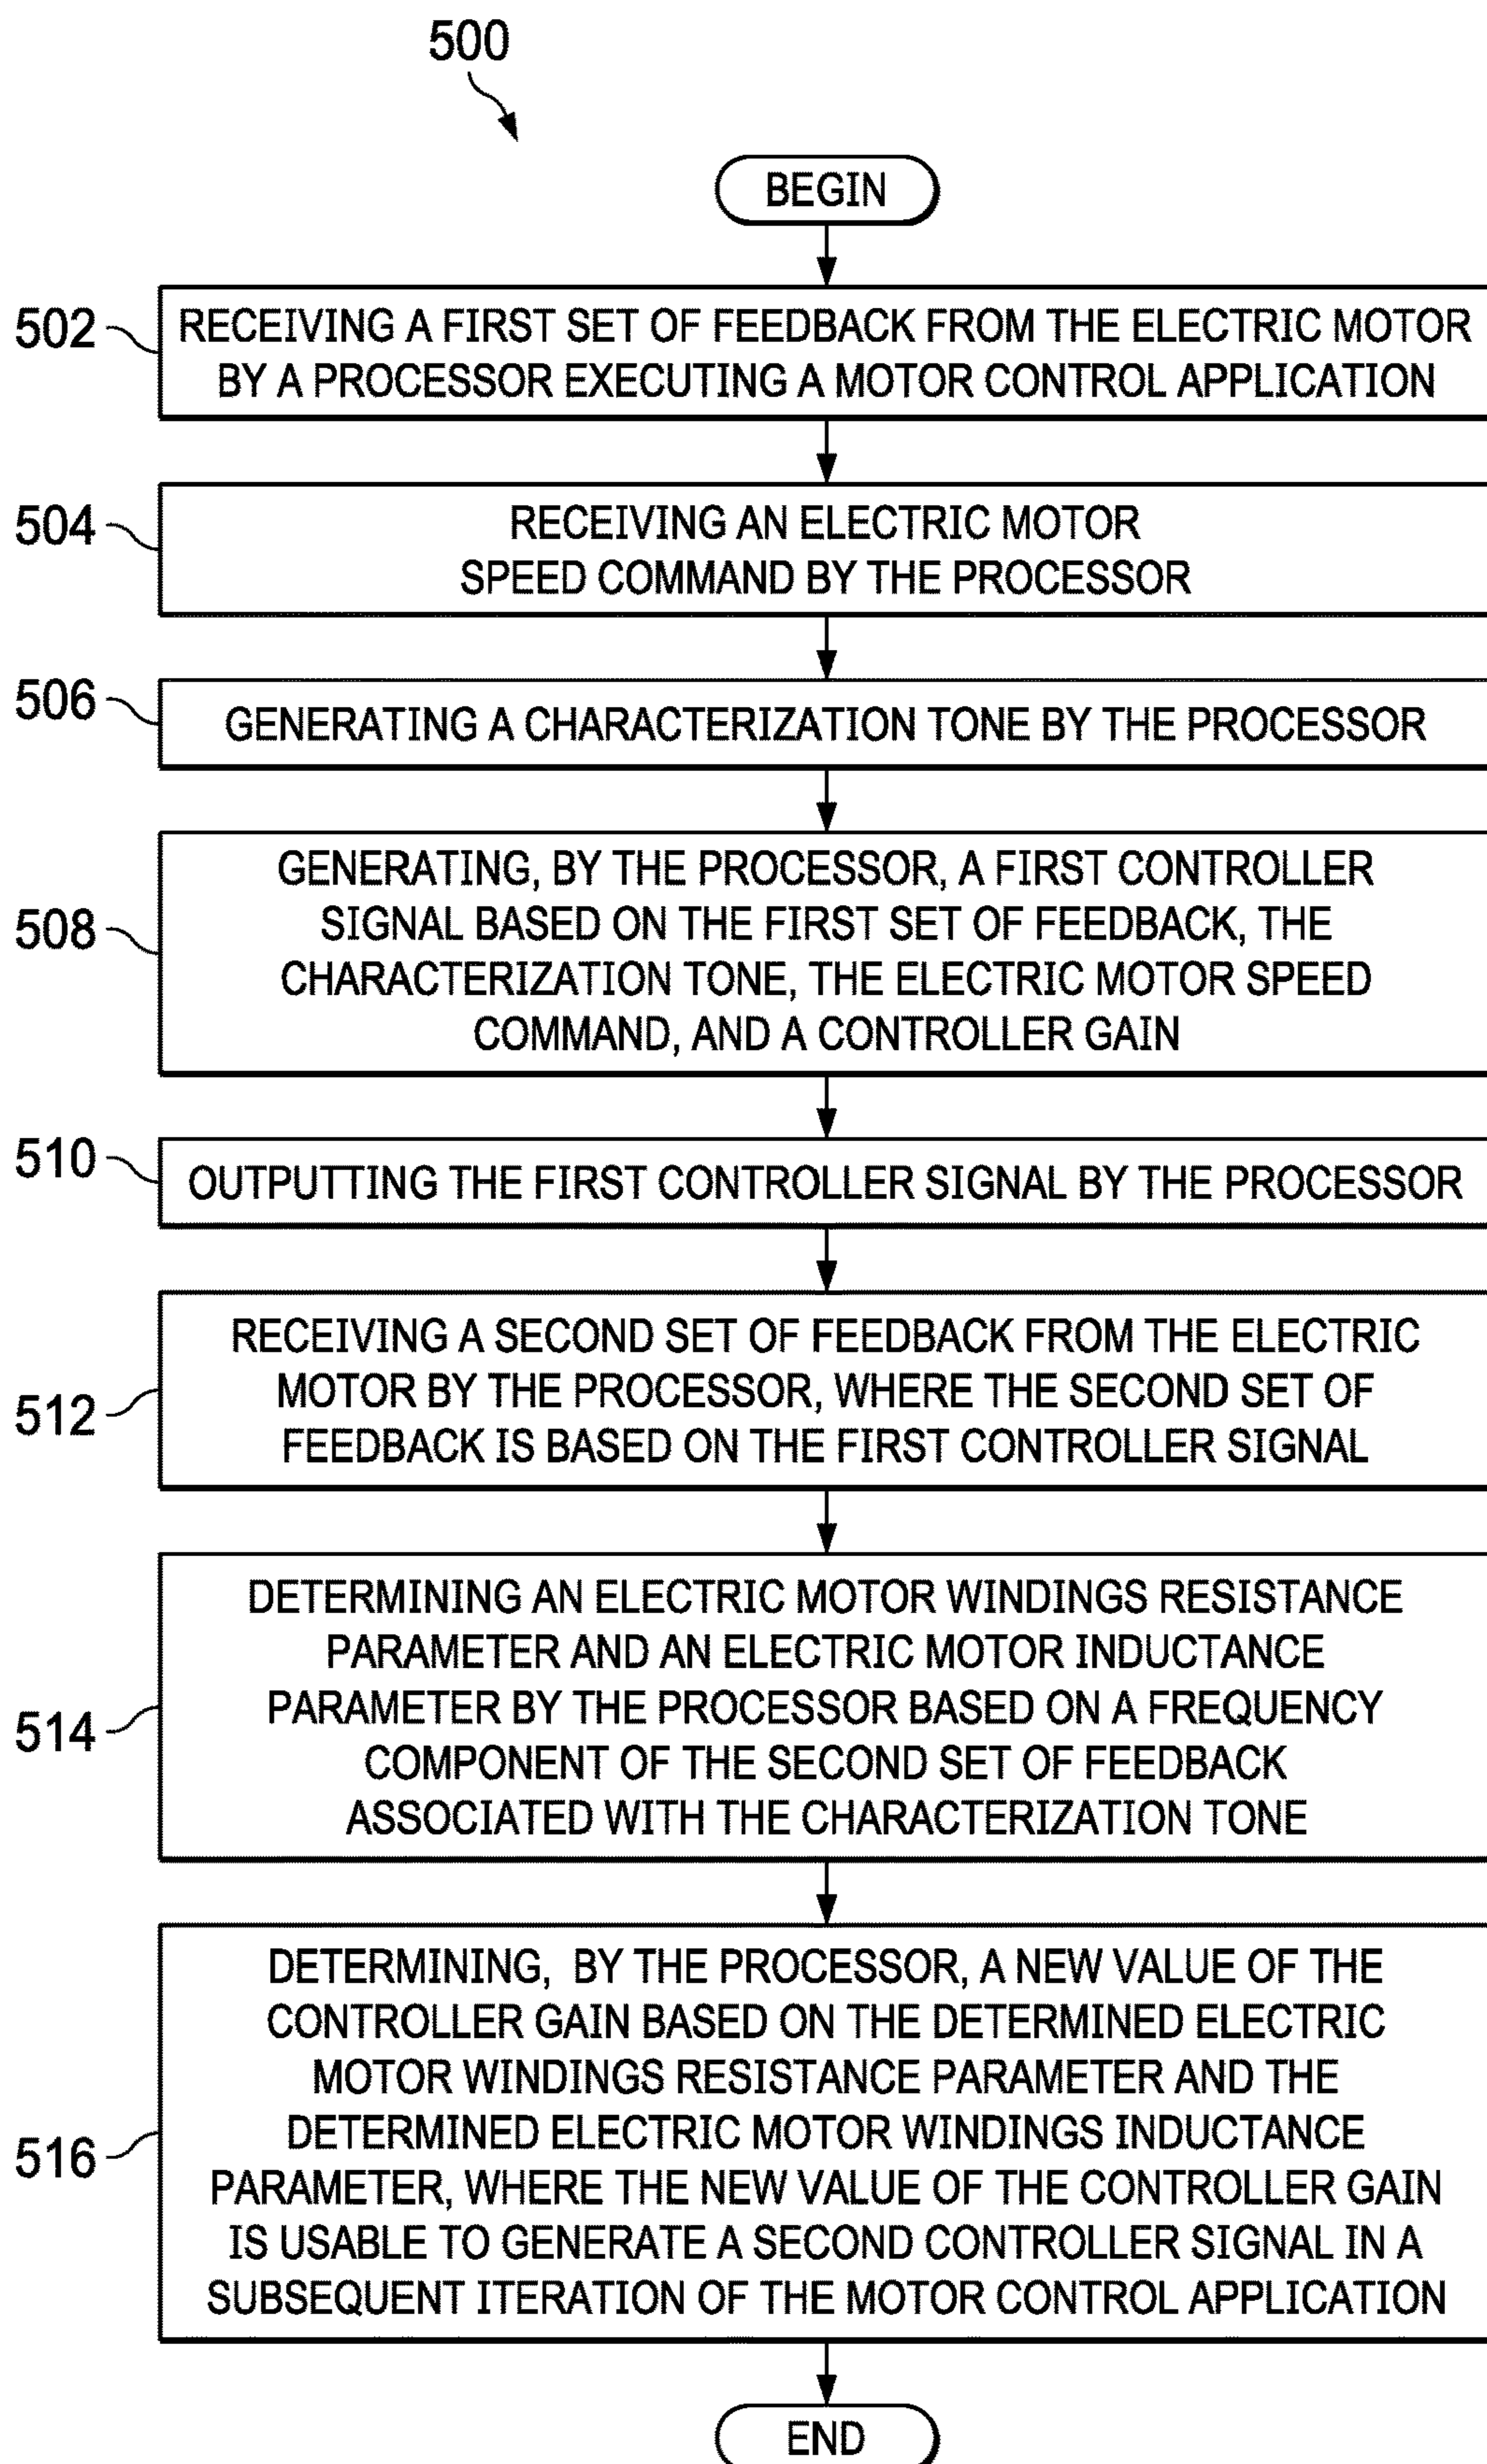 500
BEGIN
502
RECEIVING A FIRST SET OF FEEDBACK FROM THE ELECTRIC MOTOR
BY A PROCESSOR EXECUTING A MOTOR CONTROL APPLICATION
504
RECEIVING AN ELECTRIC MOTOR
SPEED COMMAND BY THE PROCESSOR
506
GENERATING A CHARACTERIZATION TONE BY THE PROCESSOR
508
GENERATING, BY THE PROCESSOR, A FIRST CONTROLLER
SIGNAL BASED ON THE FIRST SET OF FEEDBACK, THE
CHARACTERIZATION TONE, THE ELECTRIC MOTOR SPEED
COMMAND, AND A CONTROLLER GAIN
510
OUTPUTTING THE FIRST CONTROLLER SIGNAL BY THE PROCESSOR
512
RECEIVING A SECOND SET OF FEEDBACK FROM THE ELECTRIC
MOTOR BY THE PROCESSOR, WHERE THE SECOND SET OF
FEEDBACK IS BASED ON THE FIRST CONTROLLER SIGNAL
514
DETERMINING AN ELECTRIC MOTOR WINDINGS RESISTANCE
PARAMETER AND AN ELECTRIC MOTOR INDUCTANCE
PARAMETER BY THE PROCESSOR BASED ON A FREQUENCY
COMPONENT OF THE SECOND SET OF FEEDBACK
ASSOCIATED WITH THE CHARACTERIZATION TONE
516
DETERMINING, BY THE PROCESSOR, A NEW VALUE OF THE
CONTROLLER GAIN BASED ON THE DETERMINED ELECTRIC
MOTOR WINDINGS RESISTANCE PARAMETER AND THE
DETERMINED ELECTRIC MOTOR WINDINGS INDUCTANCE
PARAMETER, WHERE THE NEW VALUE OF THE CONTROLLER GAIN
IS USABLE TO GENERATE A SECOND CONTROLLER SIGNAL IN A
SUBSEQUENT ITERATION OF THE MOTOR CONTROL APPLICATION
END